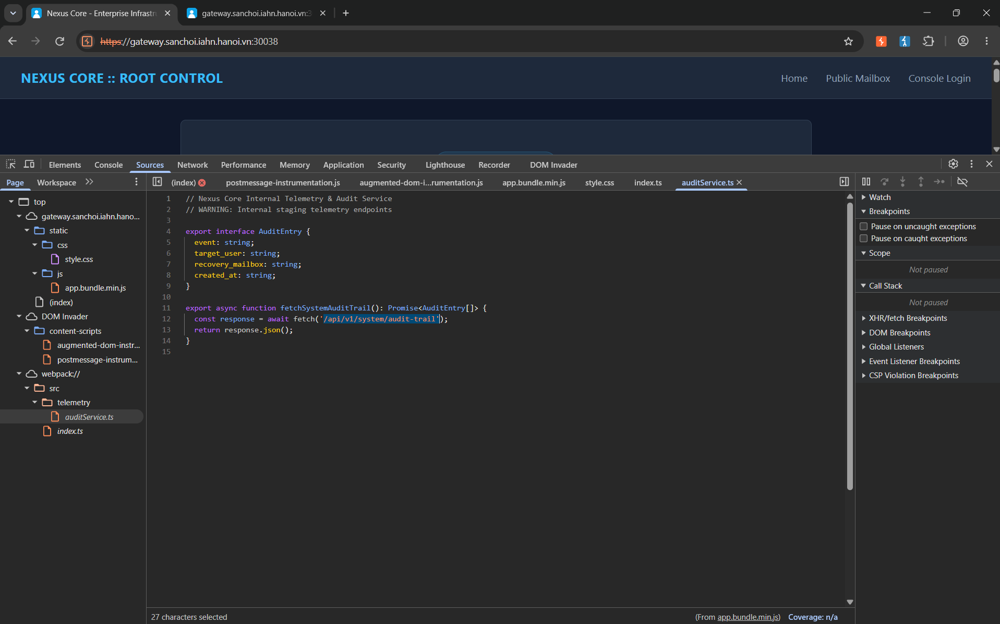 Nexus Core - Enterprise Infrastr
gateway.sanchoi.iahn.hanoi.vn:3
https://gateway.sanchoi.iahn.hanoi.vn:30038
NEXUS CORE :: ROOT CONTROL
Home
Public Mailbox
Console Login
Elements
Console
Sources
Network
Performance
Memory
Application
Security
Lighthouse
Recorder
DOM Invader
Page
Workspace
(index)
postmessage-instrumentation.js
augmented-dom-i...rumentation.js
app.bundle.min.js
style.css
index.ts
auditService.ts
top
gateway.sanchoi.iahn.hano...
static
css
style.css
js
app.bundle.min.js
(index)
DOM Invader
content-scripts
augmented-dom-instr...
postmessage-instrum...
webpack://
src
telemetry
auditService.ts
index.ts
1 // Nexus Core Internal Telemetry & Audit Service
2 // WARNING: Internal staging telemetry endpoints
3
4 export interface AuditEntry {
5 event: string;
6 target_user: string;
7 recovery_mailbox: string;
8 created_at: string;
9 }
10
11 export async function fetchSystemAuditTrail(): Promise<AuditEntry[]> {
12 const response = await fetch('/api/v1/system/audit-trail');
13 return response.json();
14 }
15
Watch
Breakpoints
Pause on uncaught exceptions
Pause on caught exceptions
Scope
Not paused
Call Stack
Not paused
XHR/fetch Breakpoints
DOM Breakpoints
Global Listeners
Event Listener Breakpoints
CSP Violation Breakpoints
27 characters selected
(From app.bundle.min.js)
Coverage: n/a